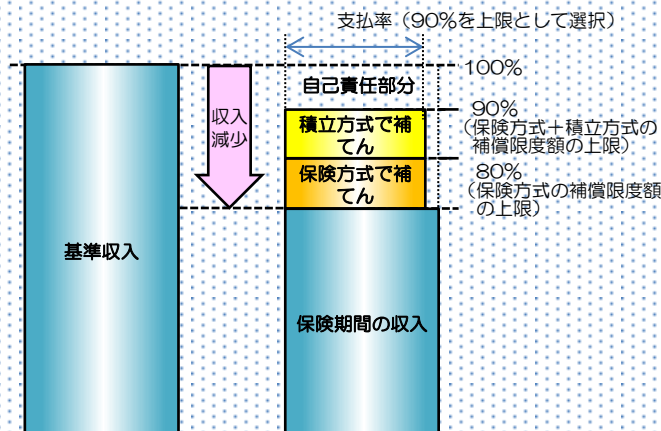 支払率（90％を上限として選択）
100%
自己責任部分
90%
（保険方式＋積立方式の
補償限度額の上限）
収入
減少
積立方式で補
てん
保険方式で補
てん
80%
（保険方式の補償限度額
の上限）
基準収入
保険期間の収入